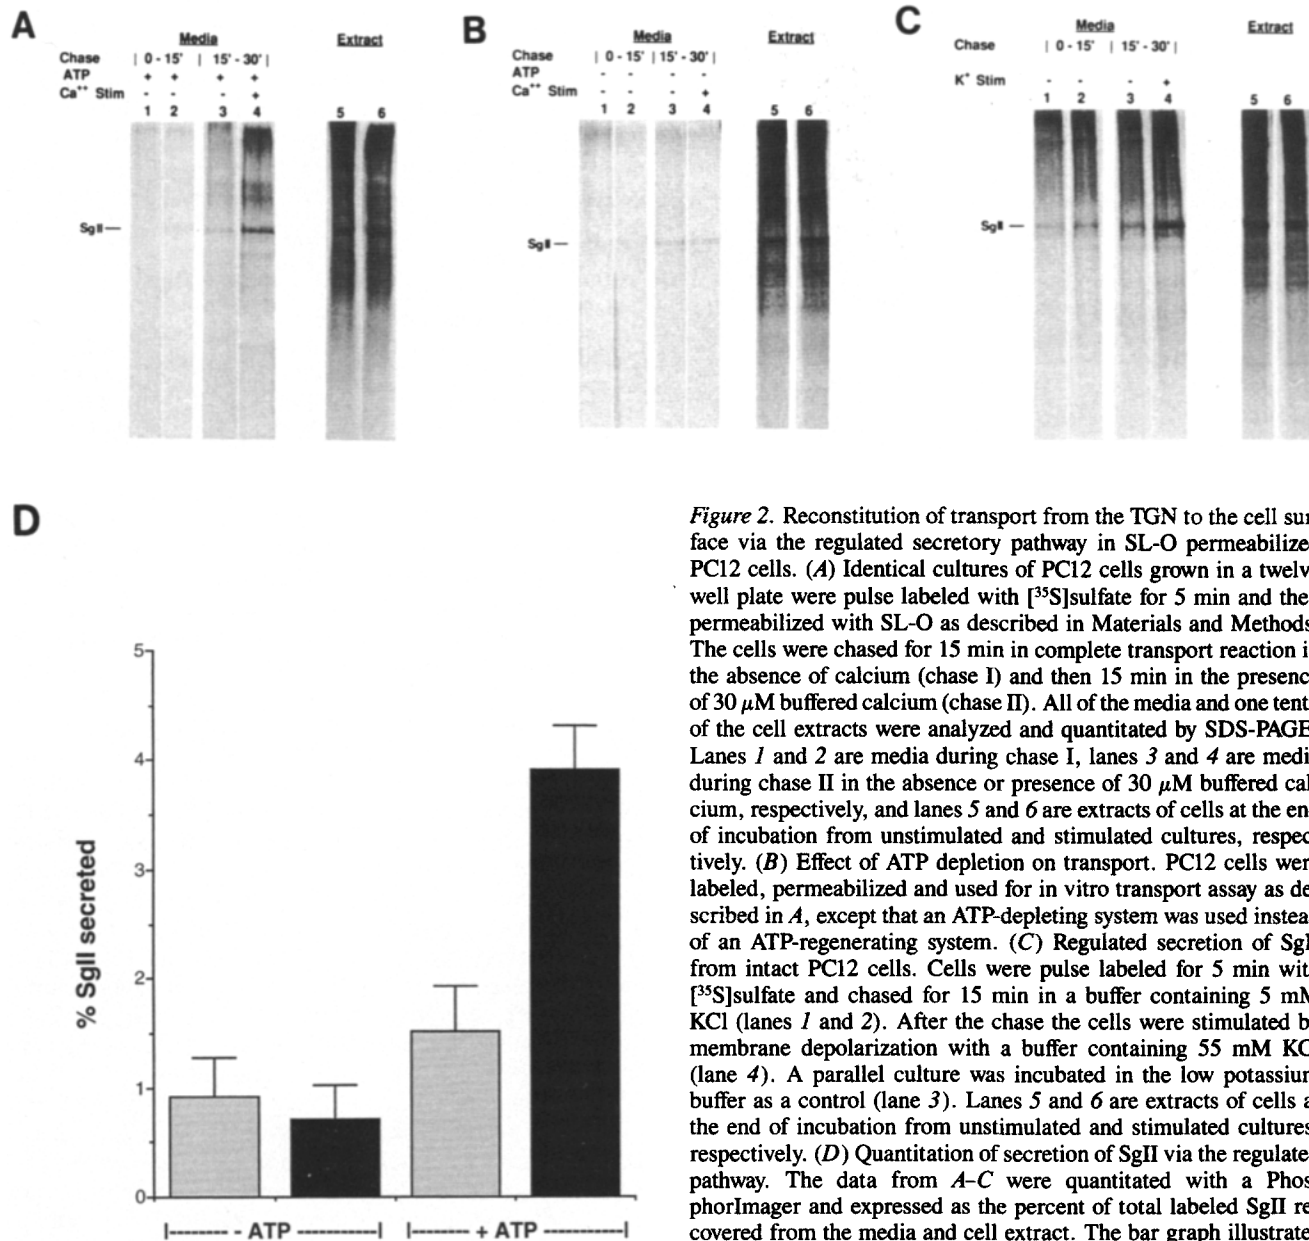 A
Media
Extract
Chase | 0 - 15' | 15' - 30' |
ATP + + + +
Ca++ Stim - - - +
1 2 3 4 5 6
SgII
B
Media
Extract
Chase | 0 - 15' | 15' - 30' |
ATP - - - -
Ca++ Stim - - - +
1 2 3 4 5 6
SgII
C
Media
Extract
Chase | 0 - 15' | 15' - 30' |
K+ Stim - - - +
1 2 3 4 5 6
SgII
D
% SgII secreted
5
4
3
2
1
0
|-------- - ATP -----------|
|-------- + ATP -----------|
Figure 2. Reconstitution of transport from the TGN to the cell sur
face via the regulated secretory pathway in SL-O permeabilize
PC12 cells. (A) Identical cultures of PC12 cells grown in a twelv
well plate were pulse labeled with [35S]sulfate for 5 min and the
permeabilized with SL-O as described in Materials and Methods
The cells were chased for 15 min in complete transport reaction i
the absence of calcium (chase I) and then 15 min in the presenc
of 30 μM buffered calcium (chase II). All of the media and one tent
of the cell extracts were analyzed and quantitated by SDS-PAGE
Lanes 1 and 2 are media during chase I, lanes 3 and 4 are medi
during chase II in the absence or presence of 30 μM buffered cal
cium, respectively, and lanes 5 and 6 are extracts of cells at the en
of incubation from unstimulated and stimulated cultures, respec
tively. (B) Effect of ATP depletion on transport. PC12 cells wer
labeled, permeabilized and used for in vitro transport assay as de
scribed in A, except that an ATP-depleting system was used instea
of an ATP-regenerating system. (C) Regulated secretion of SgI
from intact PC12 cells. Cells were pulse labeled for 5 min wit
[35S]sulfate and chased for 15 min in a buffer containing 5 mM
KCl (lanes 1 and 2). After the chase the cells were stimulated b
membrane depolarization with a buffer containing 55 mM KC
(lane 4). A parallel culture was incubated in the low potassium
buffer as a control (lane 3). Lanes 5 and 6 are extracts of cells a
the end of incubation from unstimulated and stimulated cultures
respectively. (D) Quantitation of secretion of SgII via the regulate
pathway. The data from A–C were quantitated with a Phos
phorImager and expressed as the percent of total labeled SgII re
covered from the media and cell extract. The bar graph illustrate